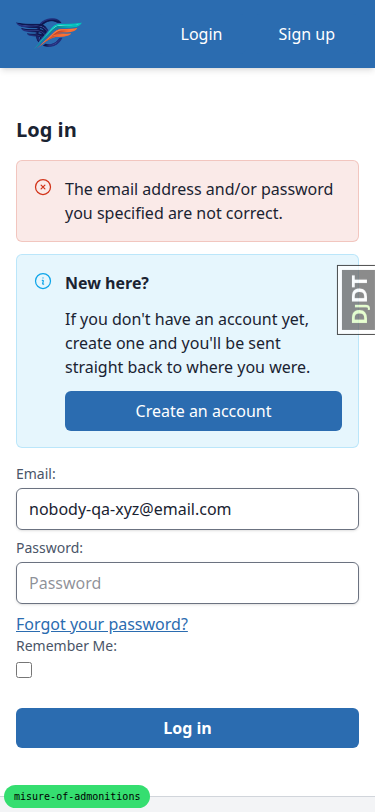 Login
Sign up
Log in
The email address and/or password
you specified are not correct.
New here?
If you don't have an account yet,
create one and you'll be sent
straight back to where you were.
Create an account
DJDT
Email:
nobody-qa-xyz@email.com
Password:
Password
Forgot your password?
Remember Me:
Log in
misure-of-admonitions